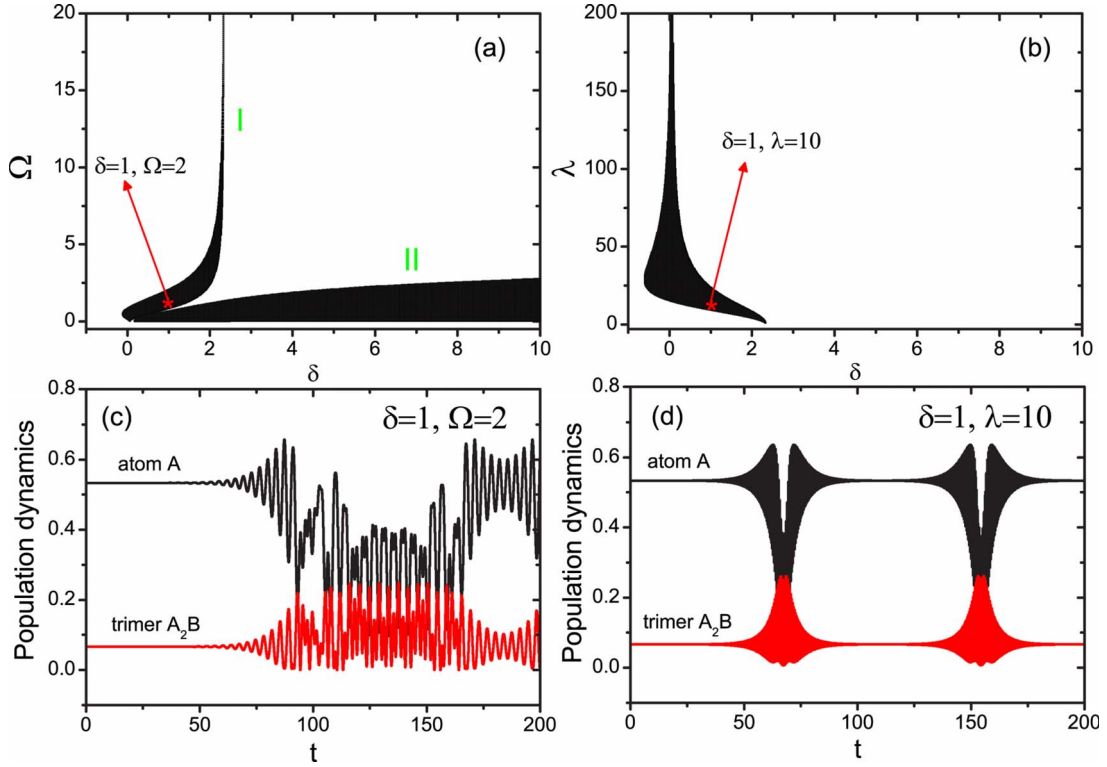 (a)
20
15
10
5
0
Ω
I
II
δ=1, Ω=2
0 2 4 6 8 10
δ
(b)
200
150
100
50
0
λ
δ=1, λ=10
0 2 4 6 8 10
δ
(c)
δ=1, Ω=2
0.8
0.6
0.4
0.2
0.0
Population dynamics
atom A
trimer A₂B
0 50 100 150 200
t
(d)
δ=1, λ=10
0.8
0.6
0.4
0.2
0.0
Population dynamics
atom A
trimer A₂B
0 50 100 150 200
t